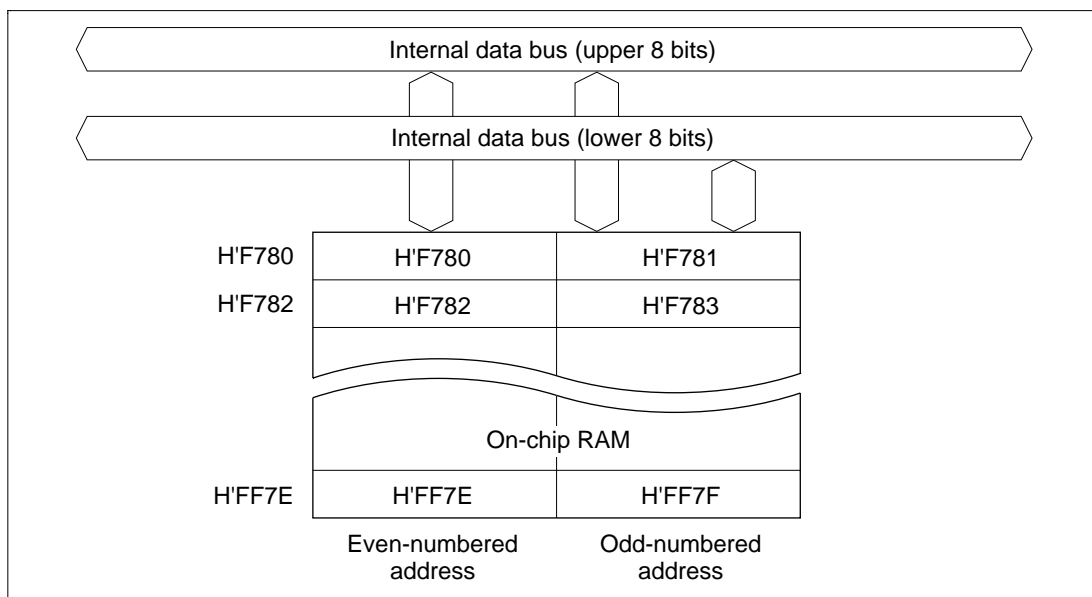 Internal data bus (upper 8 bits)
Internal data bus (lower 8 bits)
H'F780 H'F780 H'F781
H'F782 H'F782 H'F783
On-chip RAM
H'FF7E H'FF7E H'FF7F
Even-numbered address
Odd-numbered address